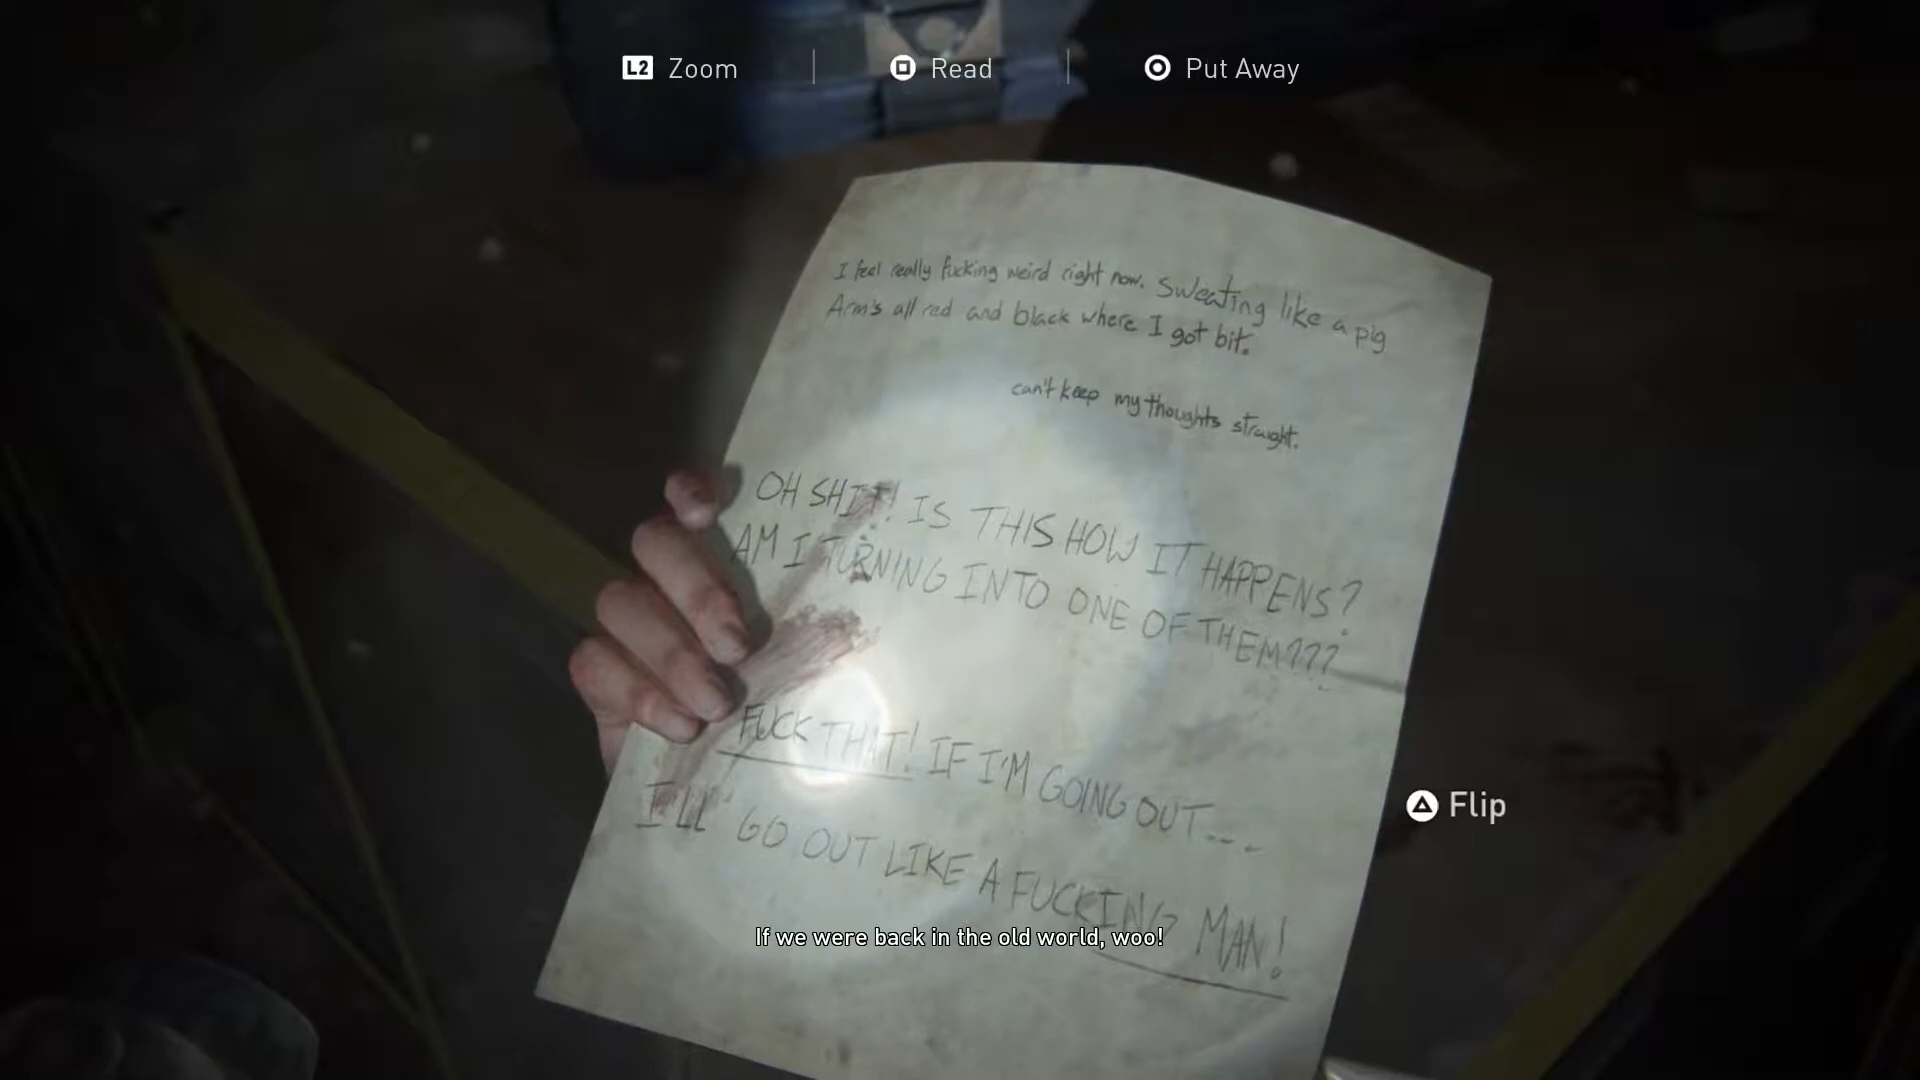 L2 Zoom
Read
Put Away
I feel really fucking weird right now. Sweating like a pig
Arm's all red and black where I got bit.
can't keep my thoughts straight.
OH SHIT! IS THIS HOW IT HAPPENS?
AM I TURNING INTO ONE OF THEM???
FUCK THAT! IF I'M GOING OUT....
Flip
I'LL GO OUT LIKE A FUCKING MAN!
If we were back in the old world, woo!